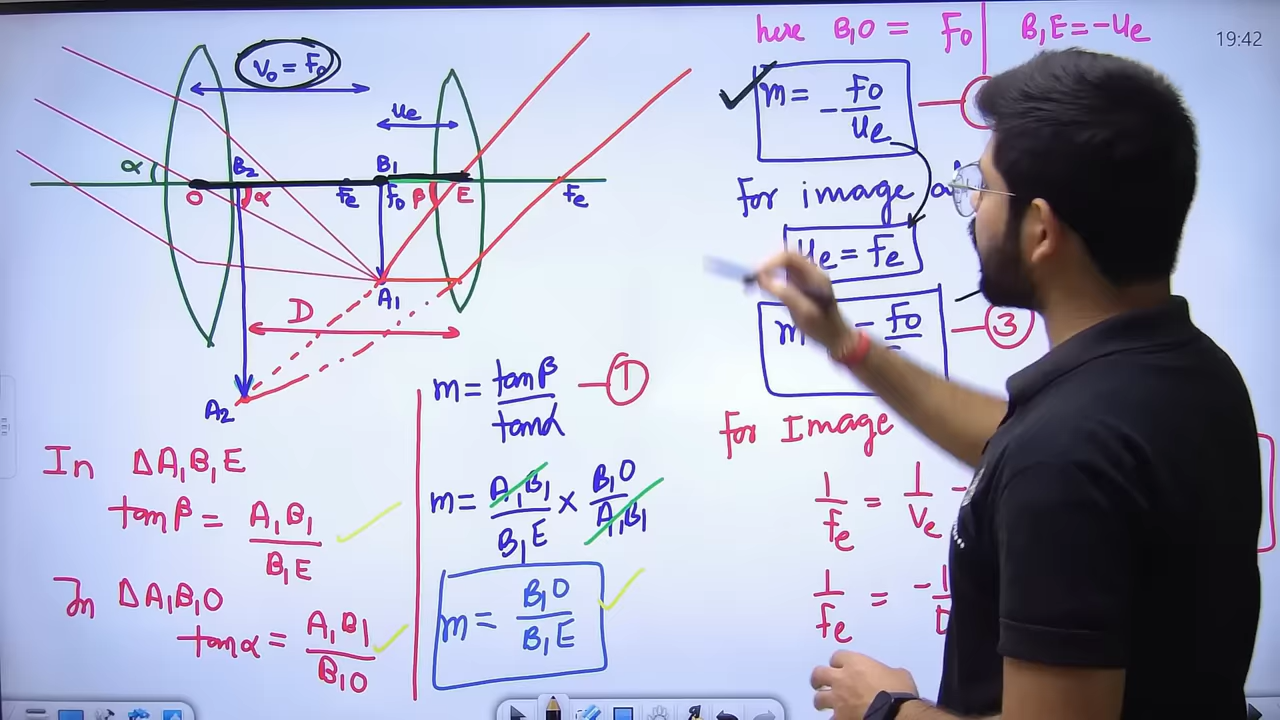 19:42
v₀ = F₀
ue
α
B₂
B₁
O
α
Fe
F₀
β
E
Fe
A₁
D
A₂
In ΔA₁B₁E
tanβ = A₁B₁/B₁E
In ΔA₁B₁O
tanα = A₁B₁/B₁O
m = tanβ/tanα — ①
m = A₁B₁/B₁E × B₁O/A₁B₁
m = B₁O/B₁E
here B₁O = F₀ | B₁E = -ue
m = -F₀/ue
for image
ue = fe
m - F₀
③
for Image
1/fe = 1/ve -
1/fe = -1/D